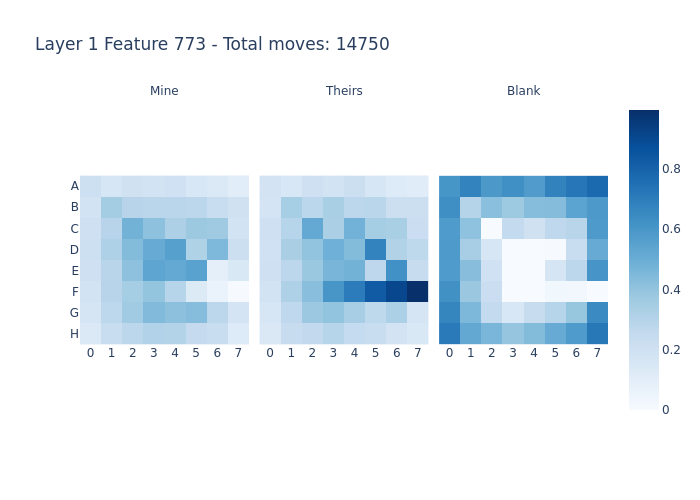 Layer 1 Feature 773 - Total moves: 14750
Mine Theirs Blank
A
B
C
D
E
F
G
H
0 1 2 3 4 5 6 7 0 1 2 3 4 5 6 7 0 1 2 3 4 5 6 7
0.8
0.6
0.4
0.2
0